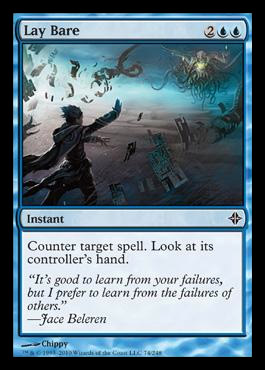 Lay Bare 2
Instant
Counter target spell. Look at its
controller's hand.
"It's good to learn from your failures,
but I prefer to learn from the failures of
others."
—Jace Beleren
Chippy
™ & © 1993–2010 Wizards of the Coast LLC 74/248